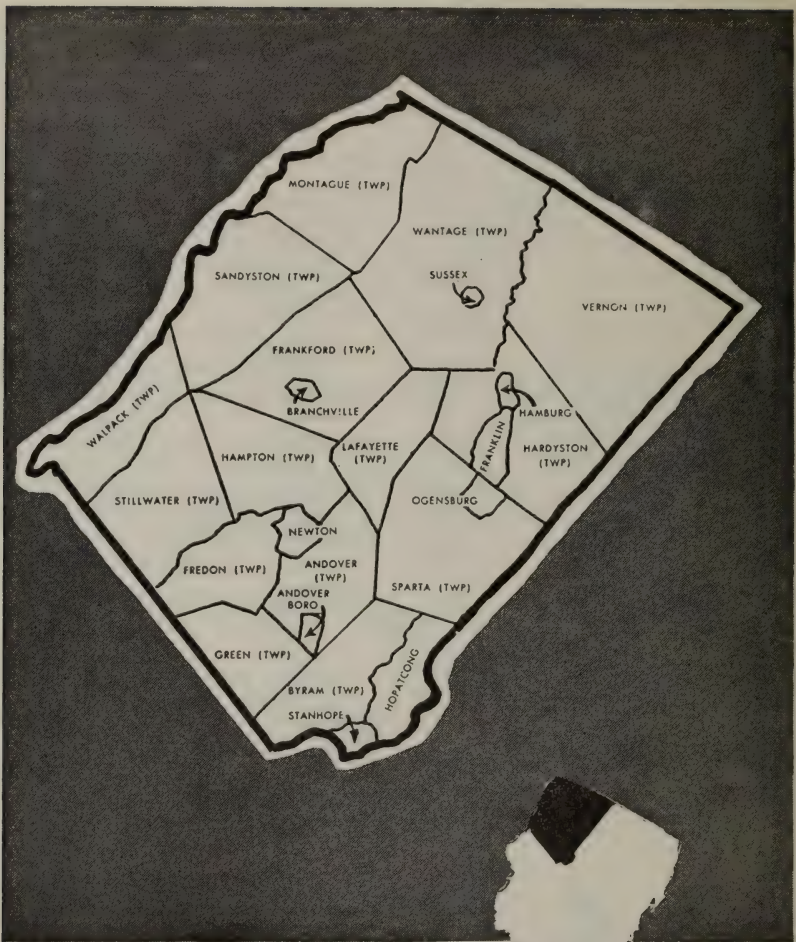 MONTAGUE (TWP)
WANTAGE (TWP)
SANDYSTON (TWP)
SUSSEX
VERNON (TWP)
FRANKFORD (TWP)
WALPACK (TWP)
BRANCHVILLE
HAMBURG
FRANKLIN
HARDYSTON
(TWP)
LAFAYETTE
(TWP)
HAMPTON (TWP)
STILLWATER (TWP)
OGENSBURG
NEWTON
FREDON (TWP)
ANDOVER
(TWP)
SPARTA (TWP)
ANDOVER
BORO
GREEN (TWP)
BYRAM (TWP)
HOPATCONG
STANHOPE